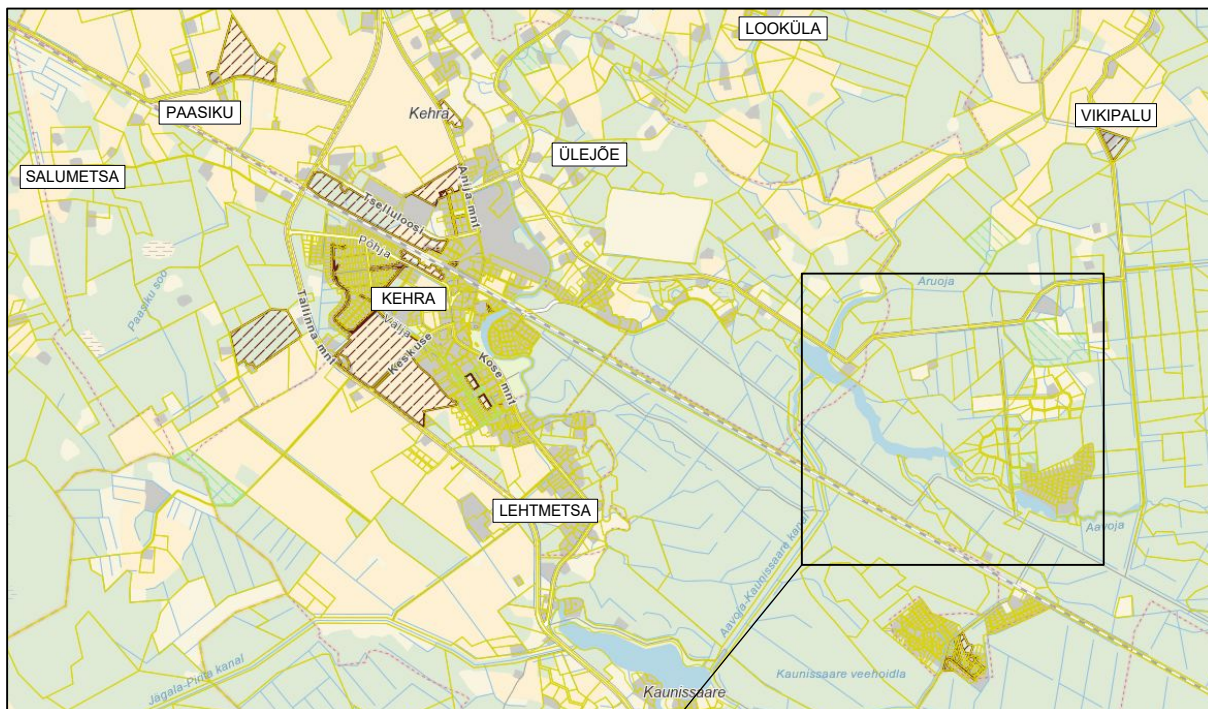 LOOKÜLA
PAASIKU
Kehra
VIKIPALU
ÜLEJÕE
SALUMETSA
Anija mnt
Tselluloosi
Põhja
Paasiku soo
Aruoja
KEHRA
Tallinna mnt
Välja
Keskuse
Kose mnt
LEHTMETSA
Aavoja
Aavoja-Kaunissaare kanal
Jägala-Pirita kanal
Kaunissaare veehoidla
Kaunissaare